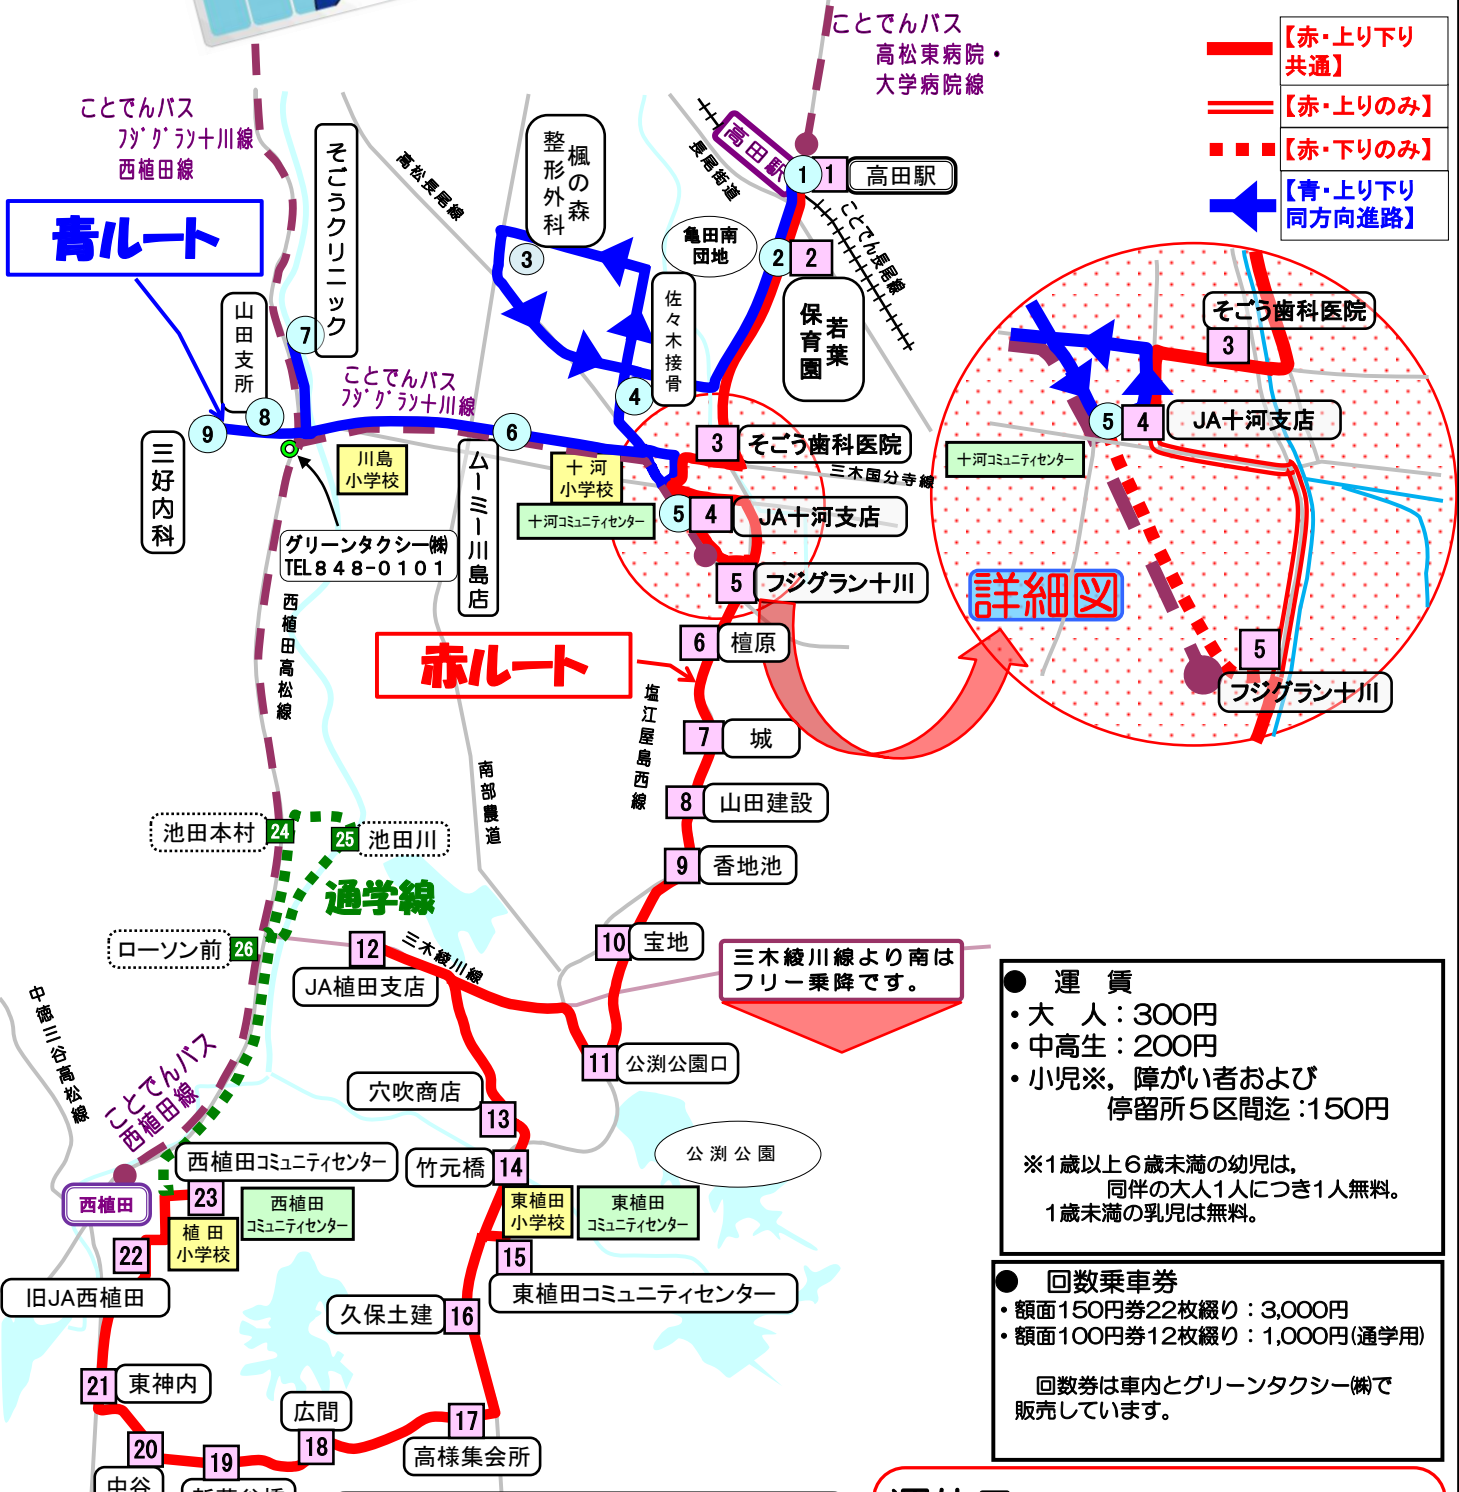 ことでんバス
高松東病院・
大学病院線
【赤・上り下り
共通】
【赤・上りのみ】
【赤・下りのみ】
【青・上り下り
同方向進路】
ことでんバス
フジグラン十川線
西植田線
青ルート
そごうクリニック
7
山田支所
8
9
三好内科
高松長尾線
楓の森
整形外科
3
長尾街道
高田駅
1
1
高田駅
ことでん長尾線
亀田南
団地
2
2
若葉
保育園
佐々木接骨
4
ことでんバス
フジグラン十川線
6
ムーミー川島店
川島
小学校
十河
小学校
十河コミュニティセンター
3
そごう歯科医院
三木国分寺線
5
4
JA十河支店
5
フジグラン十川
グリーンタクシー㈱
TEL848-0101
西植田高松線
そごう歯科医院
3
5
4
JA十河支店
十河コミュニティセンター
詳細図
5
フジグラン十川
赤ルート
6
檀原
塩江屋島西線
7
城
8
山田建設
南部農道
9
香地池
10
宝地
池田本村
24
25
池田川
通学線
ローソン前
26
12
三木綾川線
JA植田支店
三木綾川線より南は
フリー乗降です。
11
公渕公園口
中徳三谷高松線
ことでんバス
西植田線
穴吹商店
13
竹元橋
14
公渕公園
西植田コミュニティセンター
西植田
23
西植田
コミュニティセンター
植田
小学校
東植田
小学校
東植田
コミュニティセンター
22
15
旧JA西植田
東植田コミュニティセンター
久保土建
16
21
東神内
広間
17
高様集会所
20
19
18
中谷
● 運賃
・大人：300円
・中高生：200円
・小児※，障がい者および
停留所5区間迄：150円
※1歳以上6歳未満の幼児は，
同伴の大人1人につき1人無料。
1歳未満の乳児は無料。
● 回数乗車券
・額面150円券22枚綴り：3,000円
・額面100円券12枚綴り：1,000円(通学用)
回数券は車内とグリーンタクシー㈱で
販売しています。